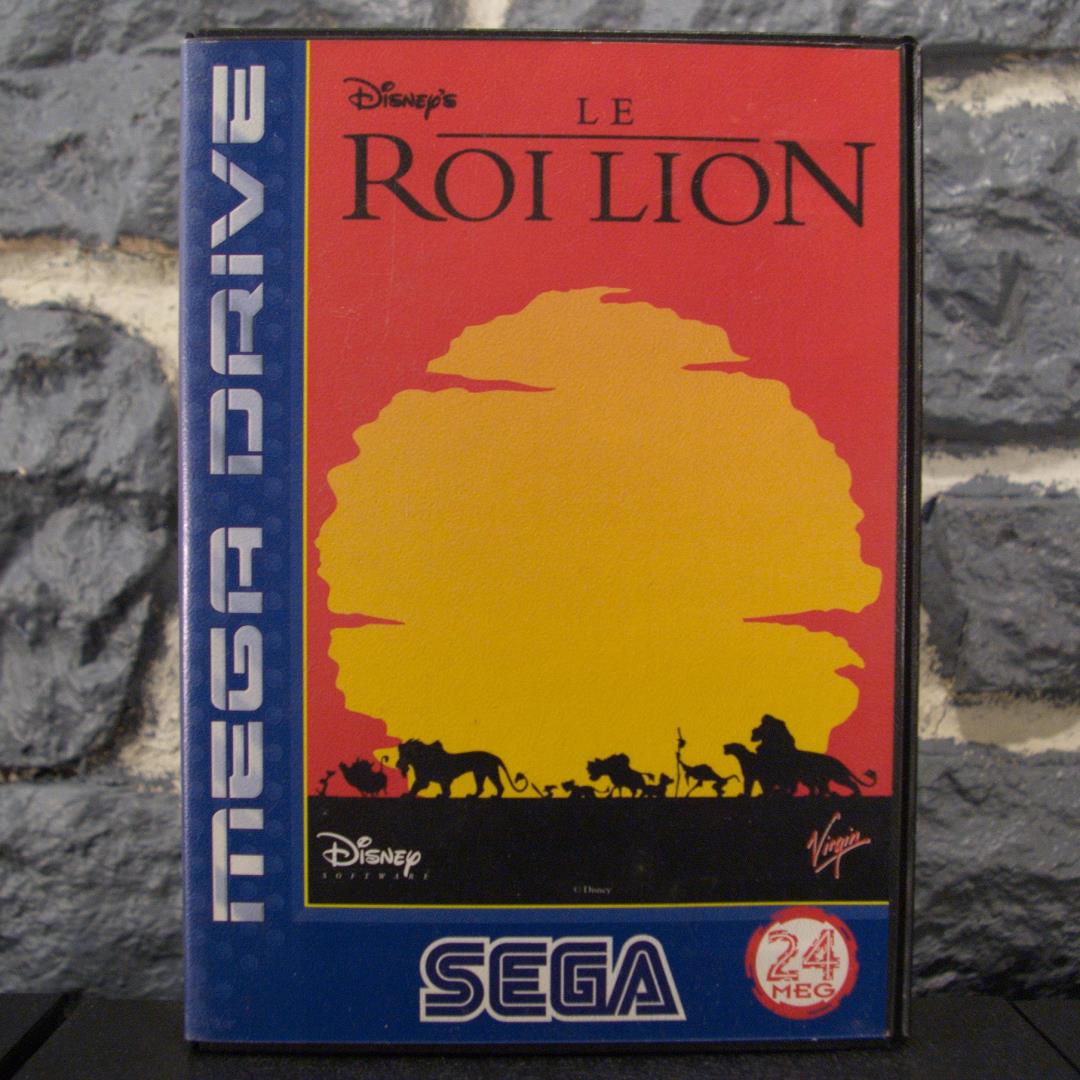 MEGA DRIVE
Disney's
LE
ROI LION
Disney
SOFTWARE
Virgin
© Disney
SEGA
24
MEG